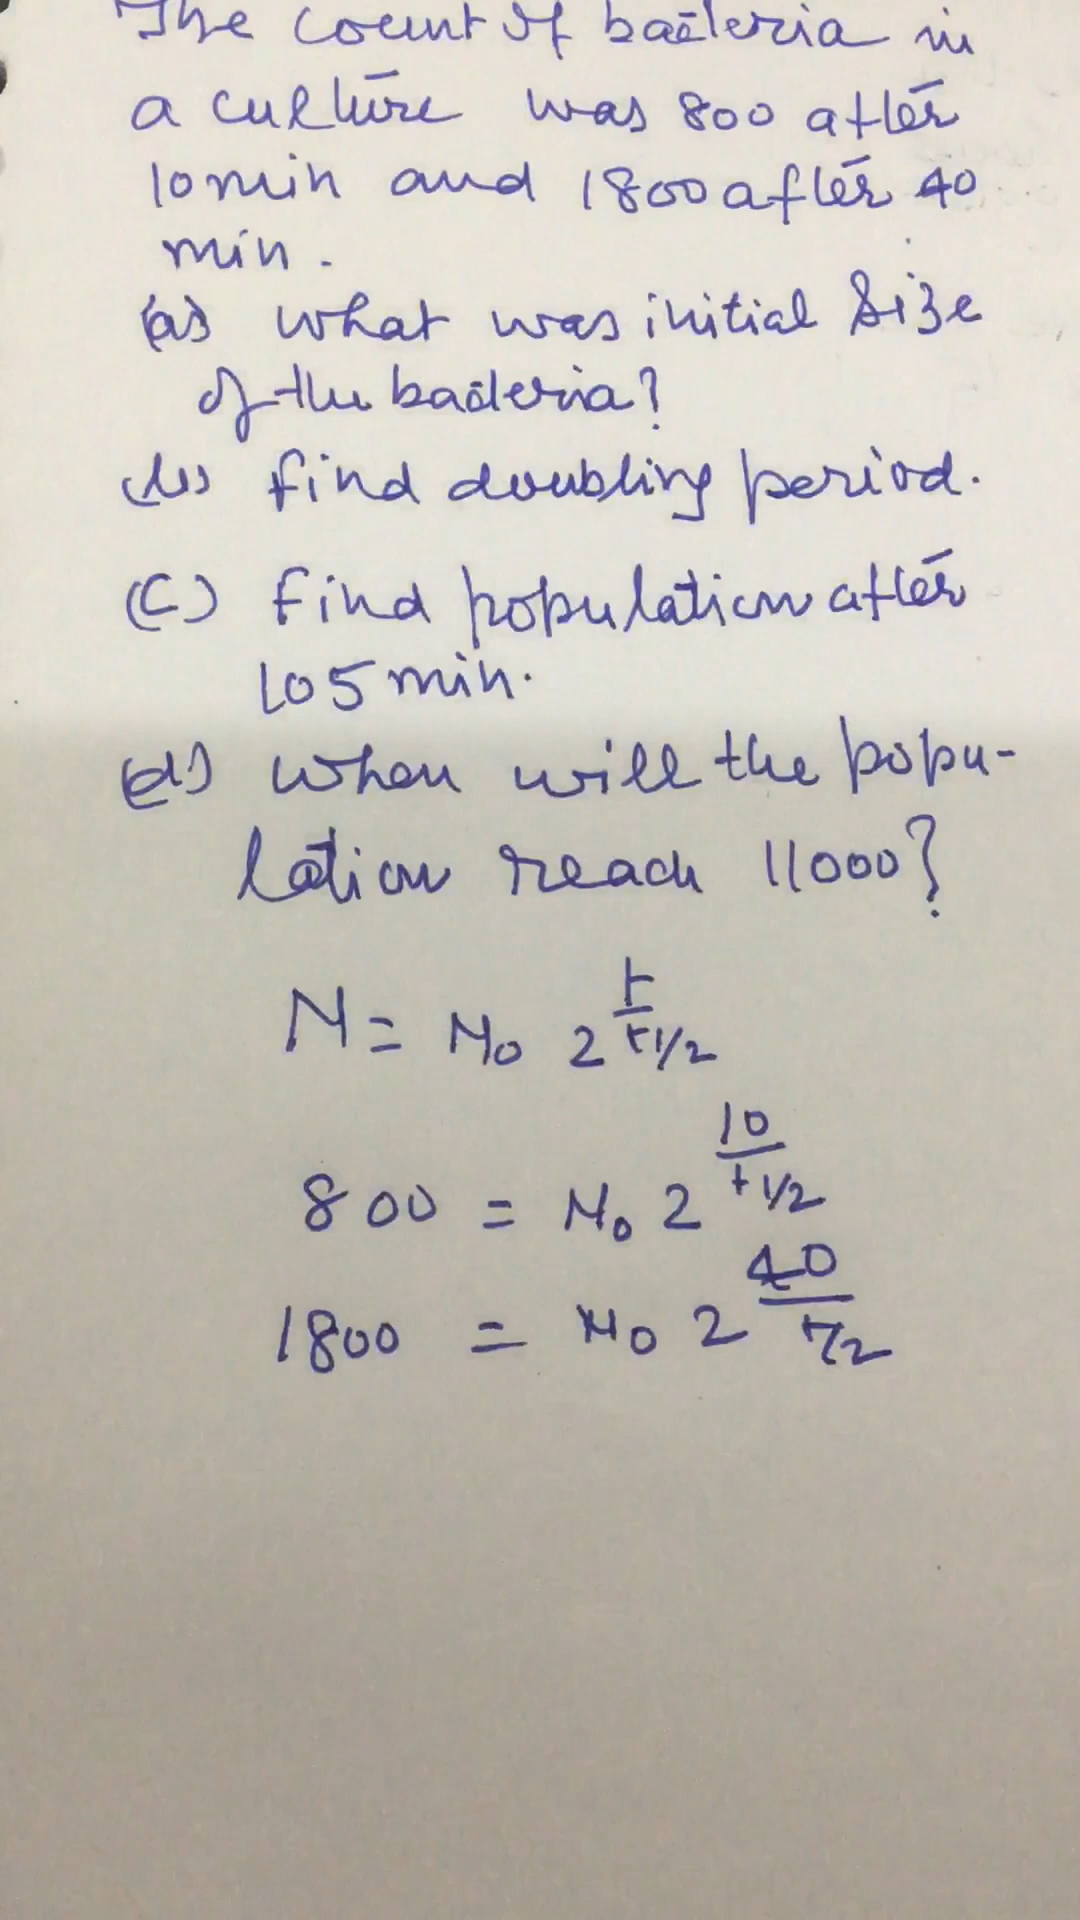 The count of bacteria in
a culture was 800 after
10 min and 1800 after 40
min.
(a) what was initial size
of the bacteria?
(b) find doubling period.
(c) find population after
105 min.
(d) when will the popu-
lation reach 11000?
N = N₀ 2^(t/t1/2)
800 = N₀ 2^(10/t1/2)
1800 = N₀ 2^(40/T/2)